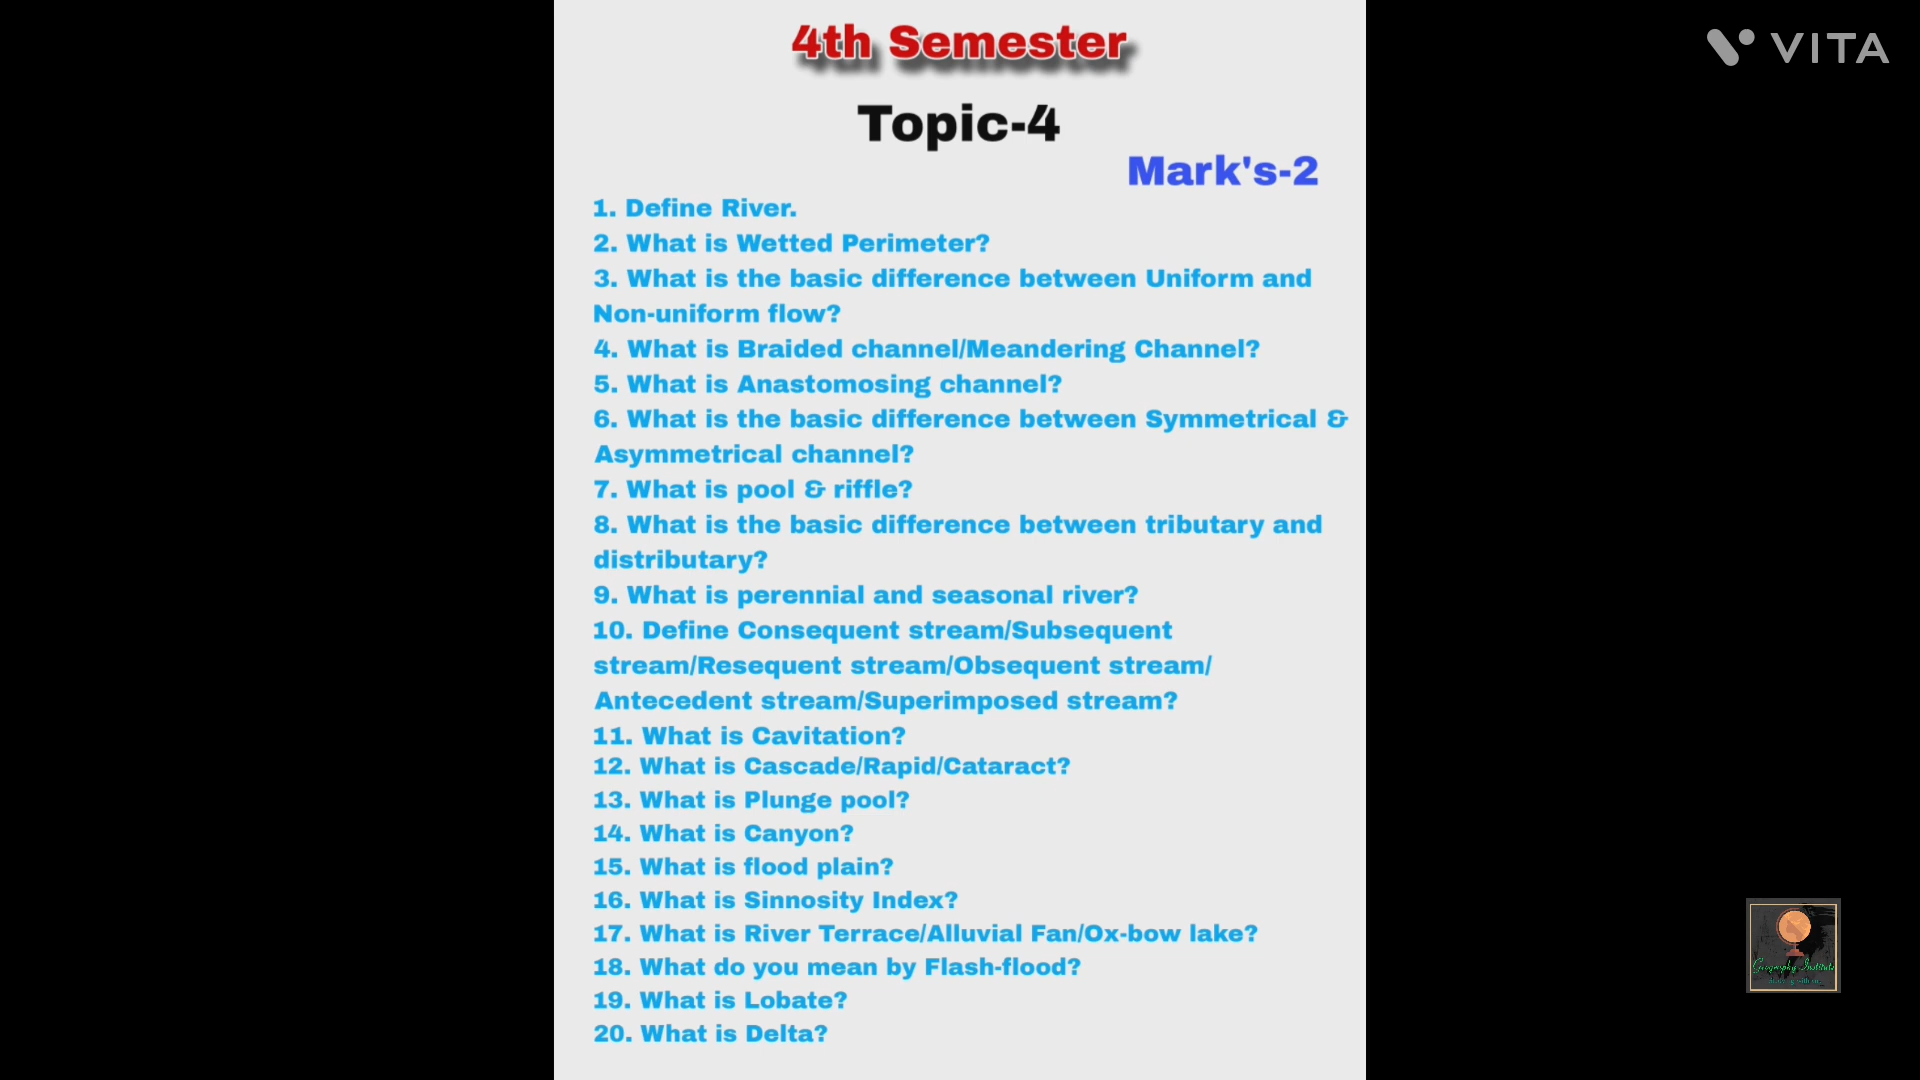 4th Semester
VITA
Topic-4
Mark's-2
1. Define River.
2. What is Wetted Perimeter?
3. What is the basic difference between Uniform and
Non-uniform flow?
4. What is Braided channel/Meandering Channel?
5. What is Anastomosing channel?
6. What is the basic difference between Symmetrical &
Asymmetrical channel?
7. What is pool & riffle?
8. What is the basic difference between tributary and
distributary?
9. What is perennial and seasonal river?
10. Define Consequent stream/Subsequent
stream/Resequent stream/Obsequent stream/
Antecedent stream/Superimposed stream?
11. What is Cavitation?
12. What is Cascade/Rapid/Cataract?
13. What is Plunge pool?
14. What is Canyon?
15. What is flood plain?
16. What is Sinnosity Index?
17. What is River Terrace/Alluvial Fan/Ox-bow lake?
18. What do you mean by Flash-flood?
19. What is Lobate?
20. What is Delta?
Geography Institute